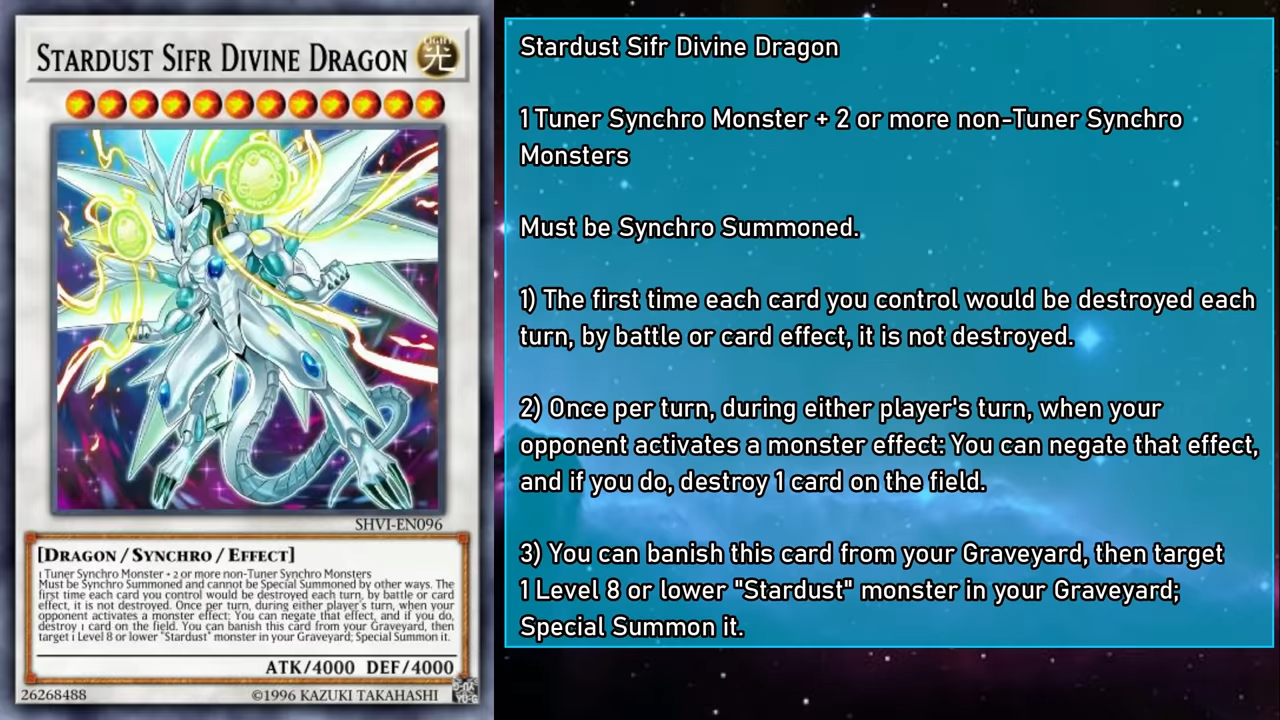 STARDUST SIFR DIVINE DRAGON
LIGHT
光
SHVI-EN096
[DRAGON / SYNCHRO / EFFECT]
1 Tuner Synchro Monster + 2 or more non-Tuner Synchro Monsters
Must be Synchro Summoned and cannot be Special Summoned by other ways. The
first time each card you control would be destroyed each turn, by battle or card
effect, it is not destroyed. Once per turn, during either player's turn, when your
opponent activates a monster effect: You can negate that effect, and if you do,
destroy 1 card on the field. You can banish this card from your Graveyard, then
target 1 Level 8 or lower "Stardust" monster in your Graveyard; Special Summon it.
ATK/4000 DEF/4000
26268488
©1996 KAZUKI TAKAHASHI
Stardust Sifr Divine Dragon
1 Tuner Synchro Monster + 2 or more non-Tuner Synchro
Monsters
Must be Synchro Summoned.
1) The first time each card you control would be destroyed each
turn, by battle or card effect, it is not destroyed.
2) Once per turn, during either player's turn, when your
opponent activates a monster effect: You can negate that effect,
and if you do, destroy 1 card on the field.
3) You can banish this card from your Graveyard, then target
1 Level 8 or lower "Stardust" monster in your Graveyard;
Special Summon it.